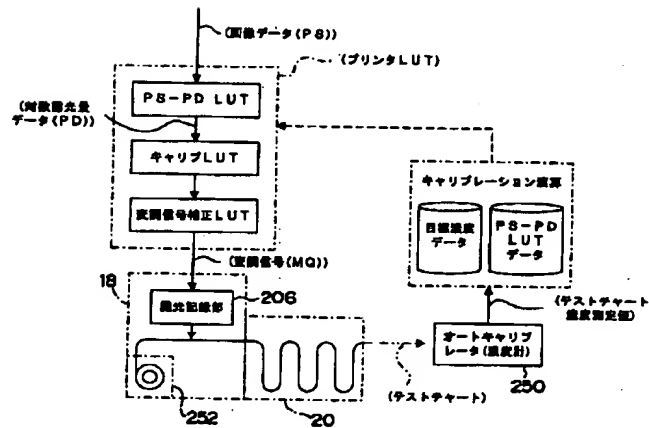 (画像データ(PS))
(プリンタLUT)
PS-PD LUT
(対数露光量
データ(PD))
キャリブLUT
変調信号補正LUT
(変調信号(MQ))
キャリブレーション演算
目標濃度
データ
PS-PD
LUT
データ
18
露光記録部
206
(テストチャート
濃度測定値)
オートキャリブ
レータ(濃度計)
250
(テストチャート)
252
20